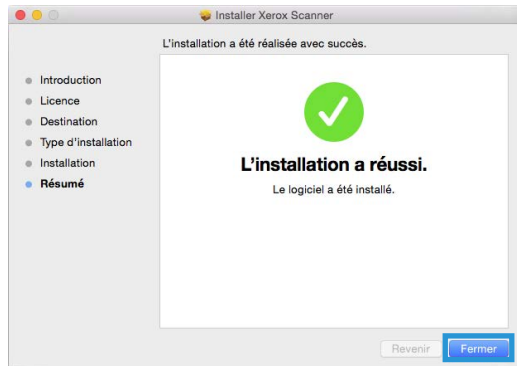 Installer Xerox Scanner
L'installation a été réalisée avec succès.
Introduction
Licence
Destination
Type d'installation
Installation
Résumé
L'installation a réussi.
Le logiciel a été installé.
Revenir
Fermer